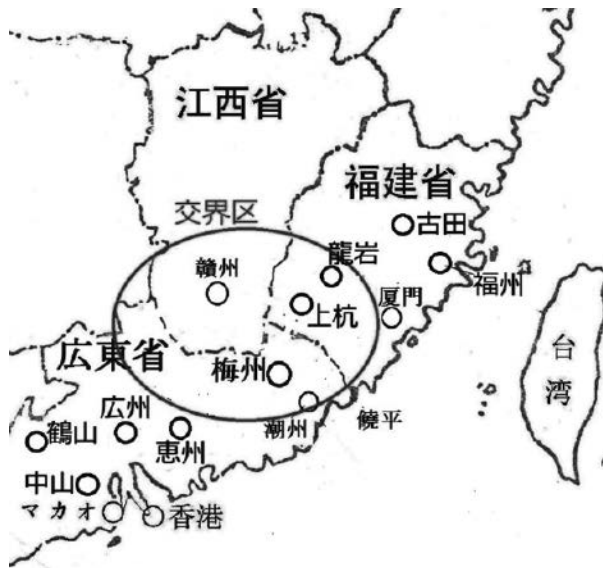 江西省
福建省
交界区
古田
龍岩
贛州
福州
厦門
上杭
広東省
台湾
梅州
広州
潮州
饒平
鶴山
恵州
中山
マカオ
香港